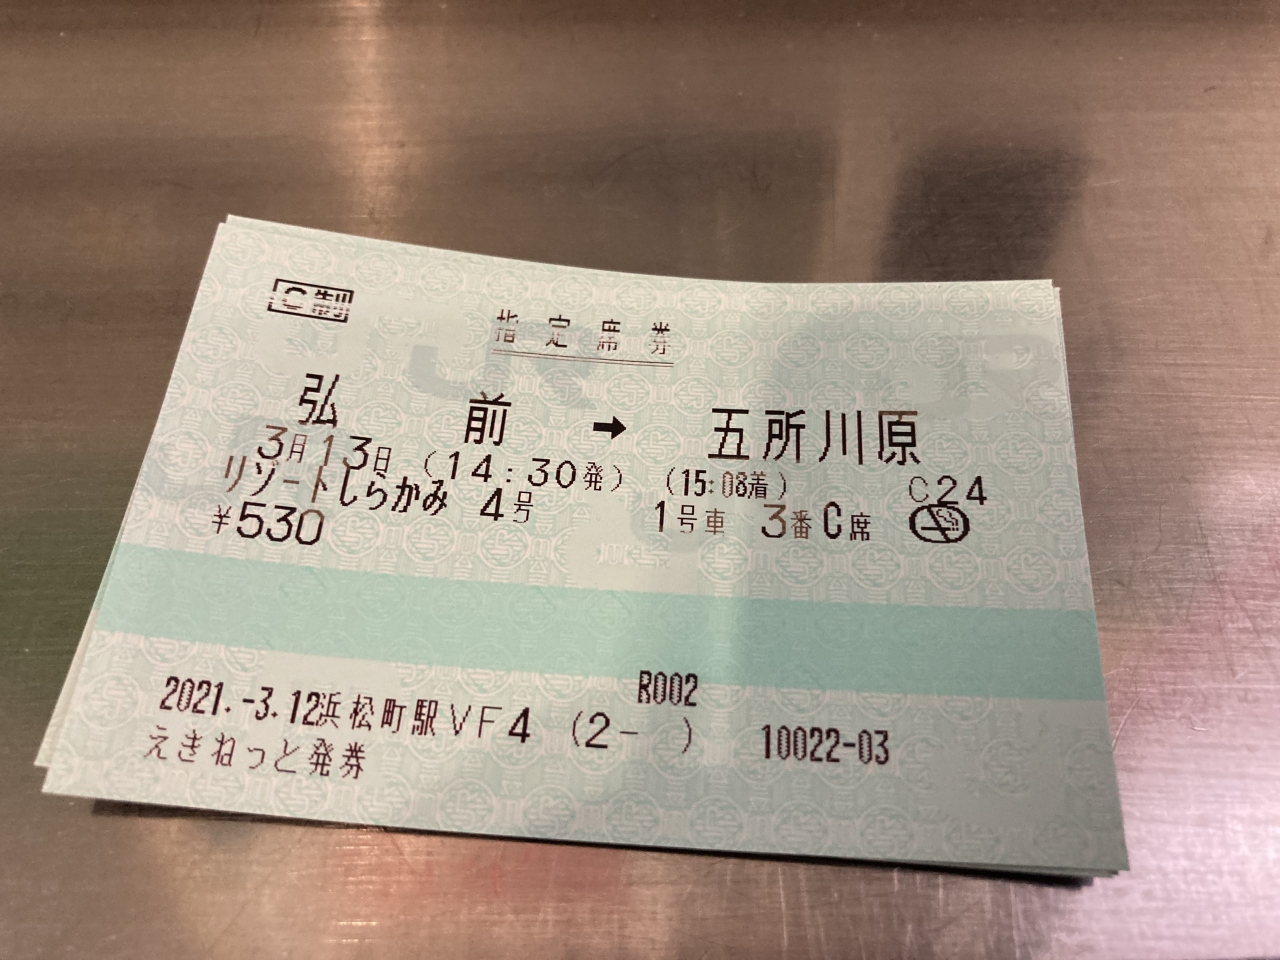 C制
指定席券
弘前 → 五所川原
3月13日 (14:30発) (15:08着) C24
リゾートしらかみ 4号 1号車 3番C席
¥530
R002
2021.-3.12浜松町駅VF4 (2- ) 10022-03
えきねっと発券